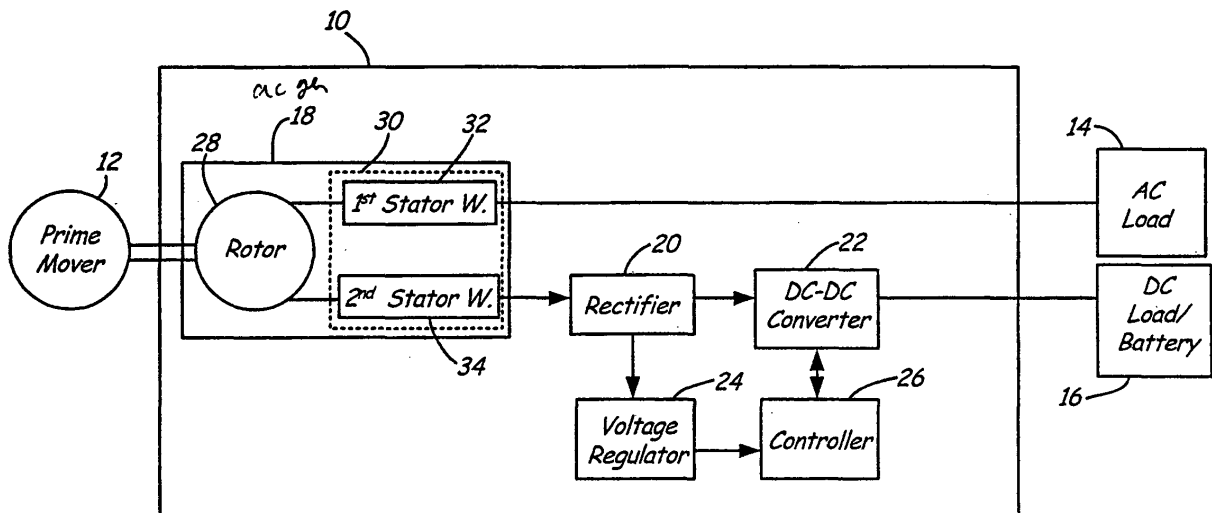 10
ac gen
18
30
32
14
28
12
1st Stator W.
AC
Load
Prime
Mover
Rotor
20
22
2nd Stator W.
Rectifier
DC-DC
Converter
DC
Load/
Battery
34
24
26
16
Voltage
Regulator
Controller